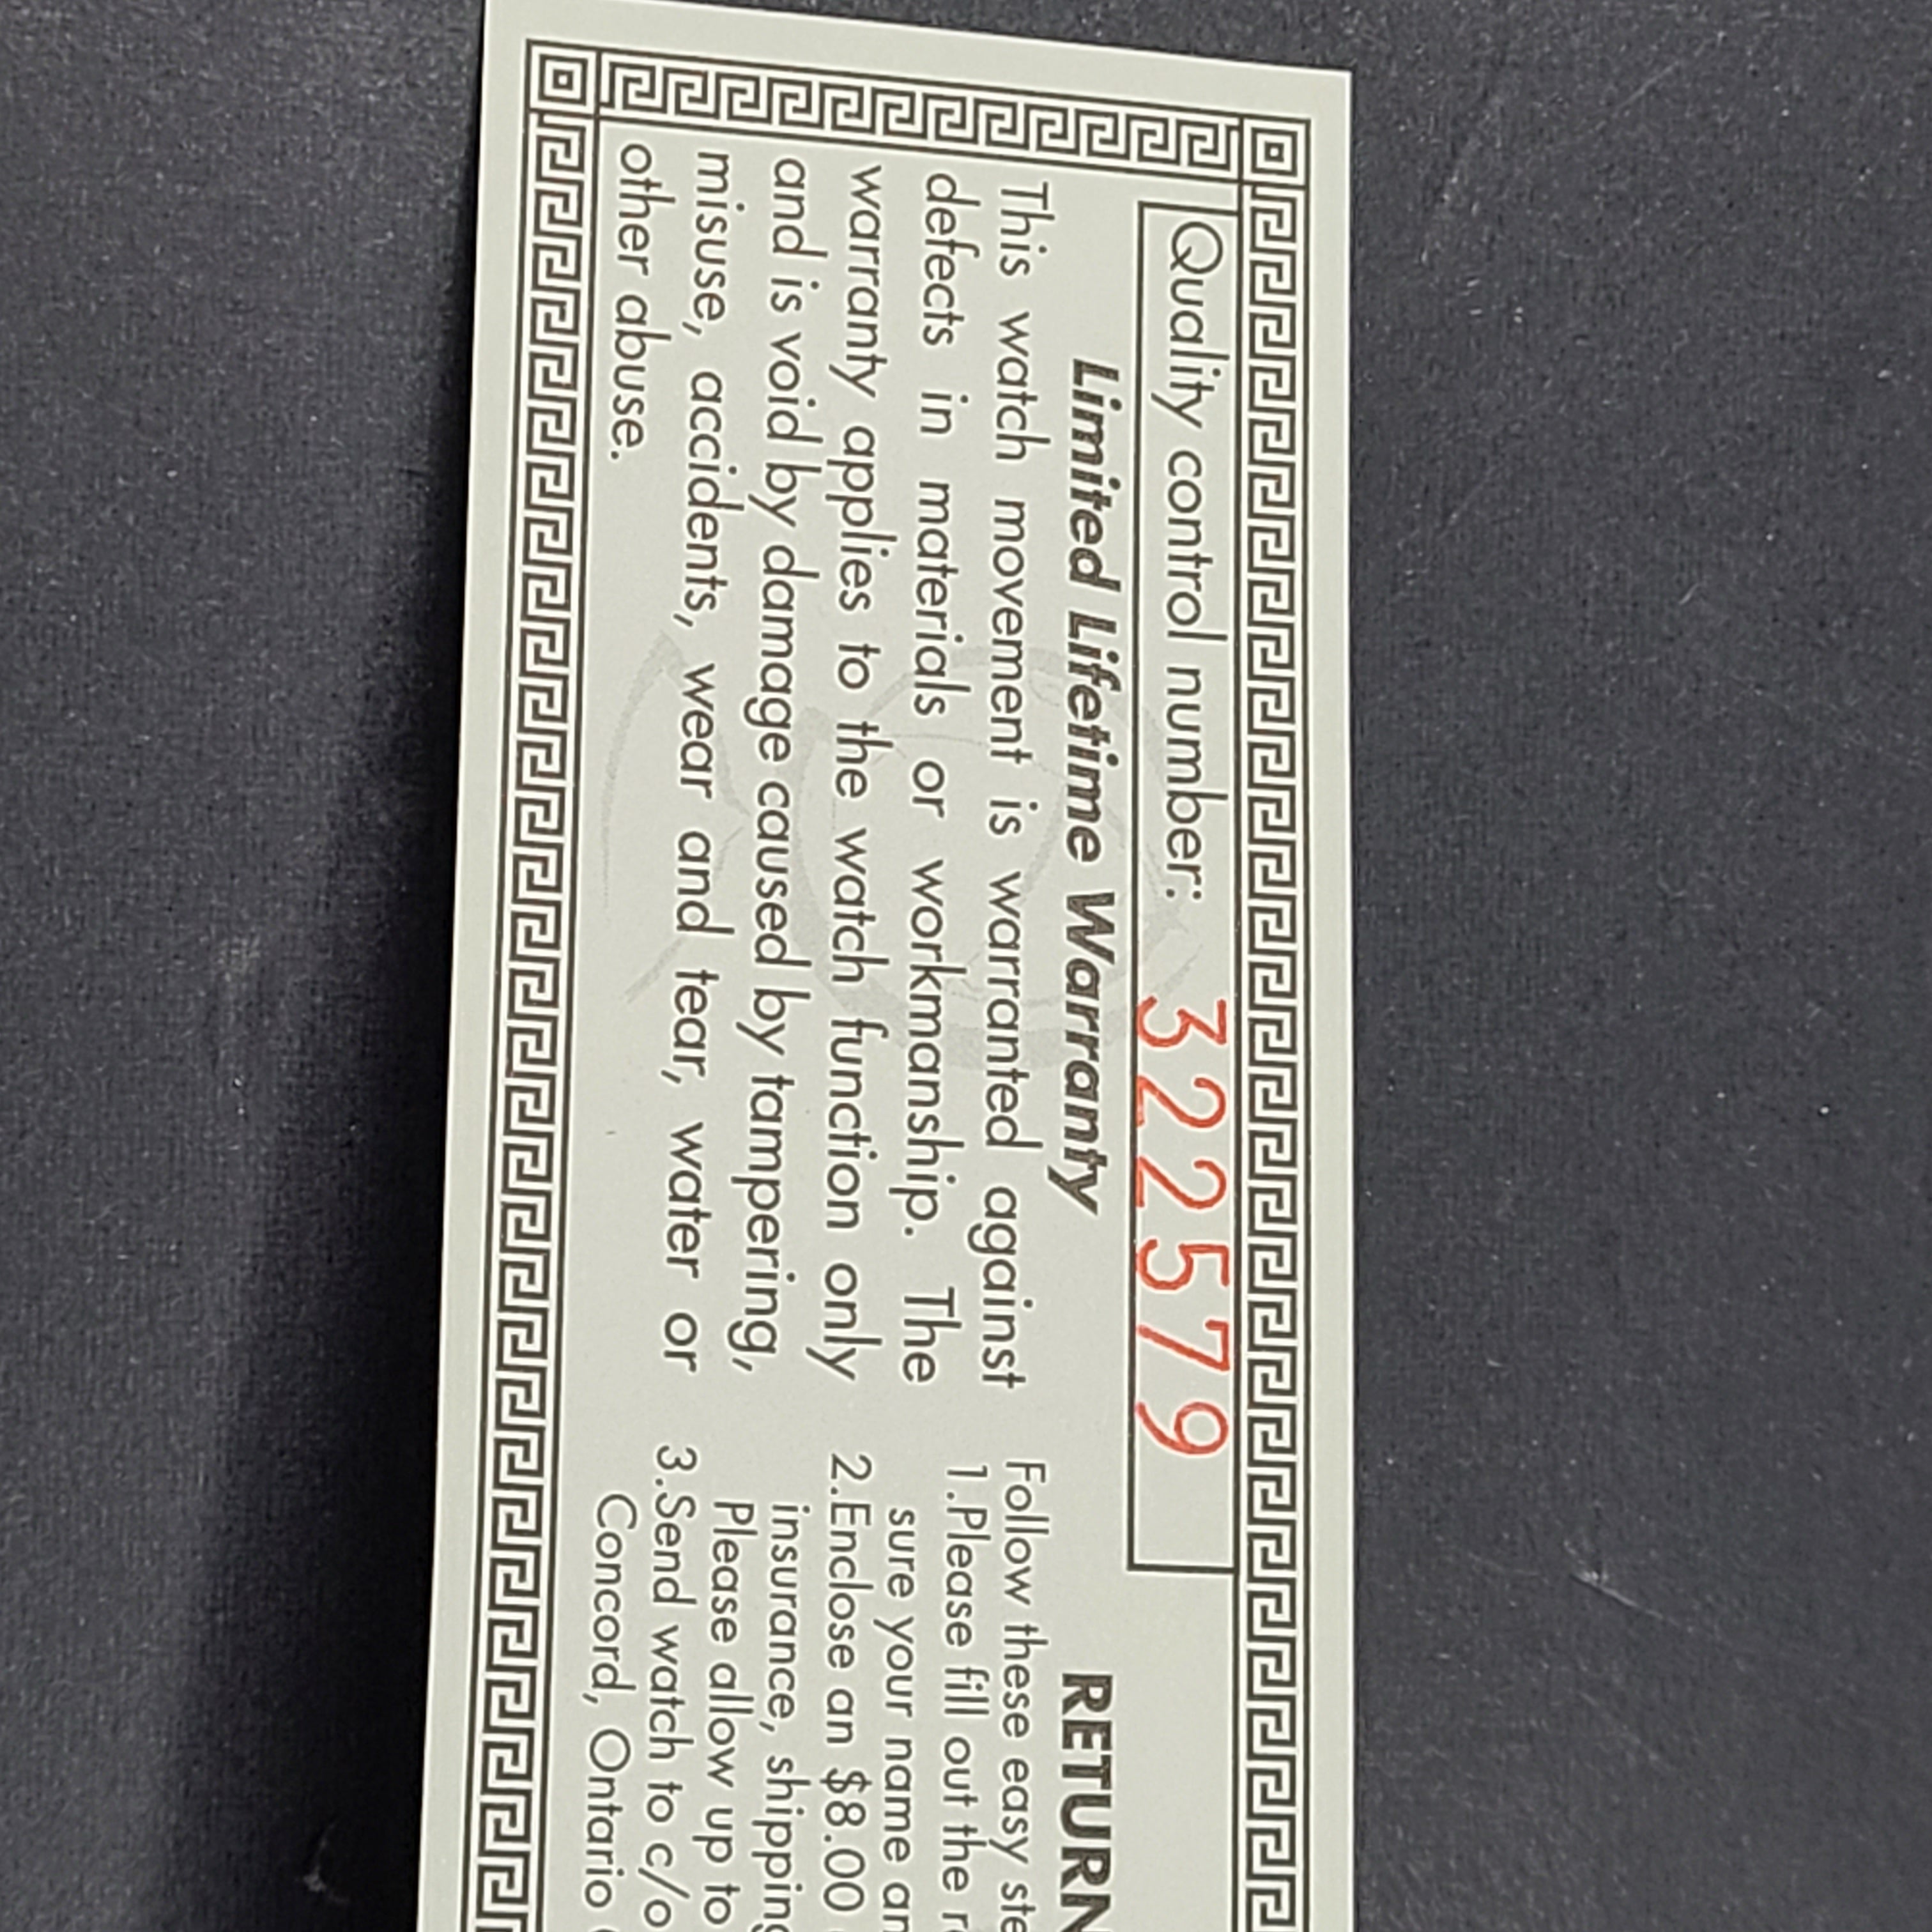 Quality control number: 322579
Limited Lifetime Warranty
This watch movement is warranted against
defects in materials or workmanship. The
warranty applies to the watch function only
and is void by damage caused by tampering,
misuse, accidents, wear and tear, water or
other abuse.
RETURN
Follow these easy
1.Please fill out the
sure your name
2.Enclose an $8.00
insurance, shipping
Please allow up to
3.Send watch to c/o
Concord, Ontario